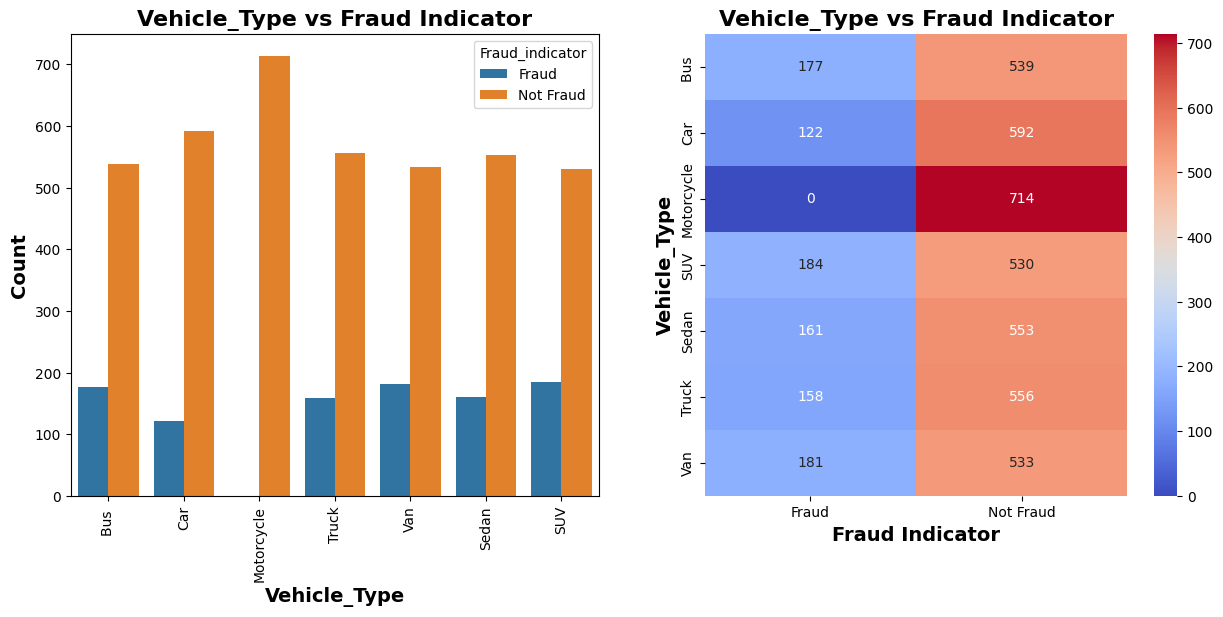 Vehicle_Type vs Fraud Indicator
Fraud_indicator
Fraud
Not Fraud
700
600
500
400
300
200
100
0
Count
Bus
Car
Motorcycle
Truck
Van
Sedan
SUV
Vehicle_Type
Vehicle_Type vs Fraud Indicator
Vehicle_Type
Bus
177 539
Car
122 592
Motorcycle
0 714
SUV
184 530
Sedan
161 553
Truck
158 556
Van
181 533
Fraud Not Fraud
Fraud Indicator
700
600
500
400
300
200
100
0